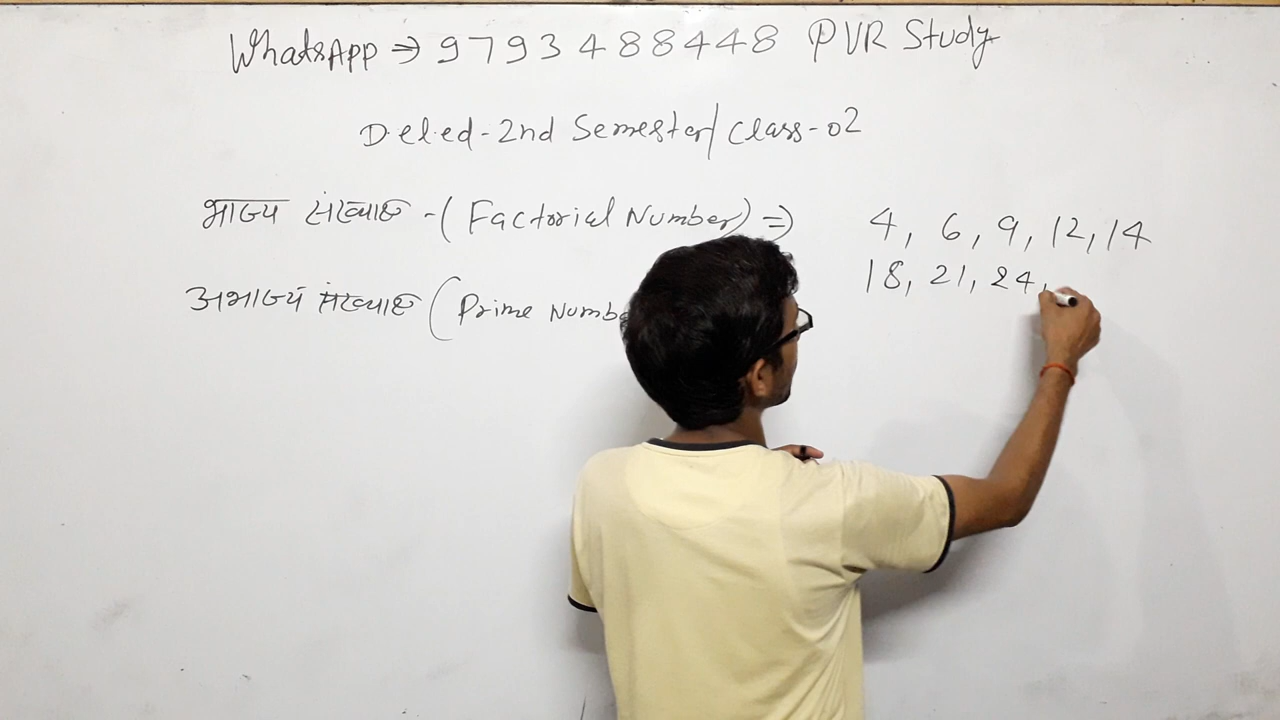 WhatsApp ⇒ 9793488448 PVR Study
D.el.ed-2nd Semester/class-02
भाज्य संख्याए -(Factorial Number) ⇒ 4, 6, 9, 12, 14
18, 21, 24,
अभाज्य संख्याए (Prime Numbe